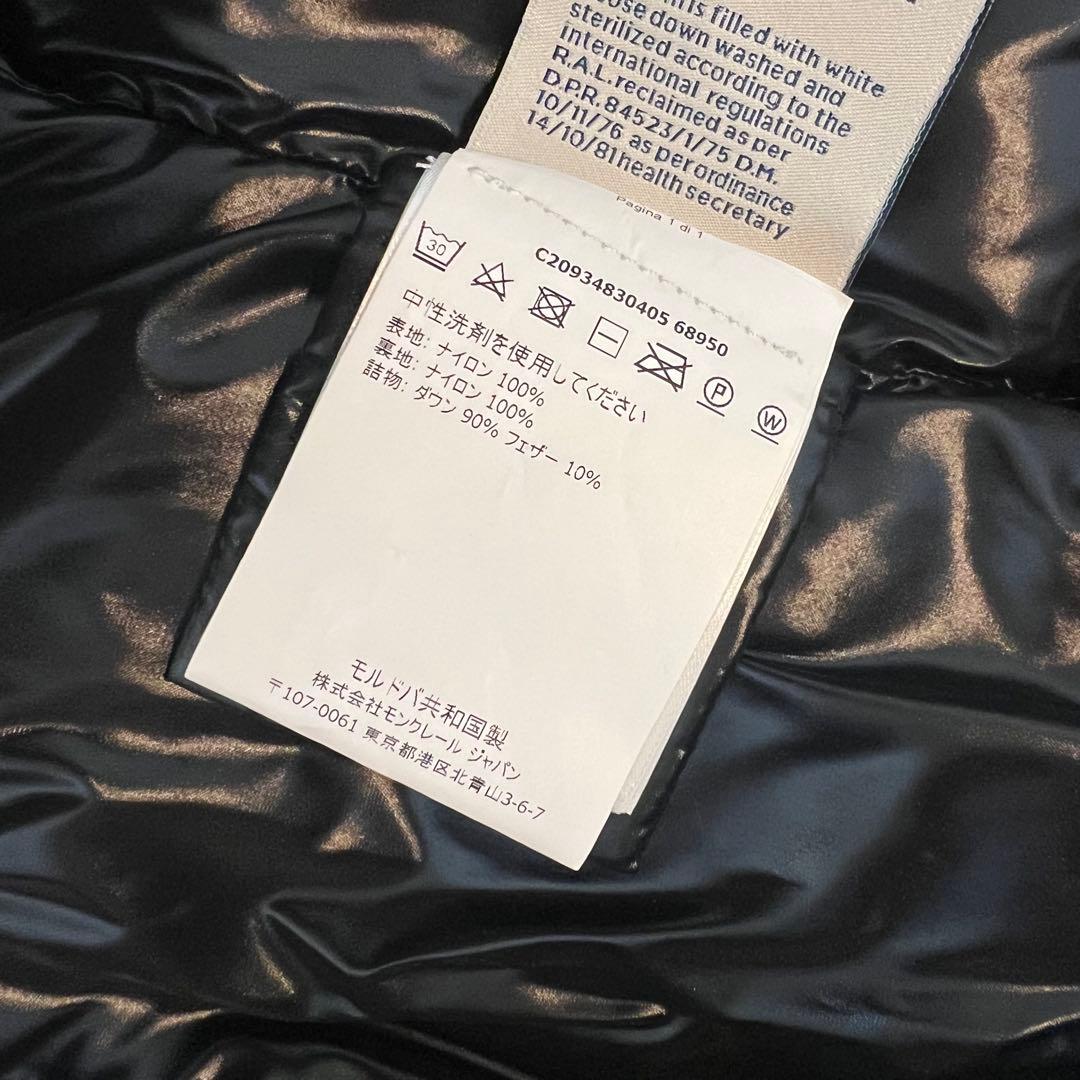 is filled with white
down washed and
sterilized according to the
international regulations
R.A.L. reclaimed as per
D.P.R. 845 23/1/75 D.M.
10/11/76 as per ordinance
14/10/81 health secretary
Pagina 1 di 1
C20934830405 68950
30
P
W
中性洗剤を使用してください
表地: ナイロン 100%
裏地: ナイロン 100%
詰物: ダウン 90% フェザー 10%
モルドバ共和国製
株式会社モンクレール ジャパン
〒107-0061 東京都港区北青山3-6-7